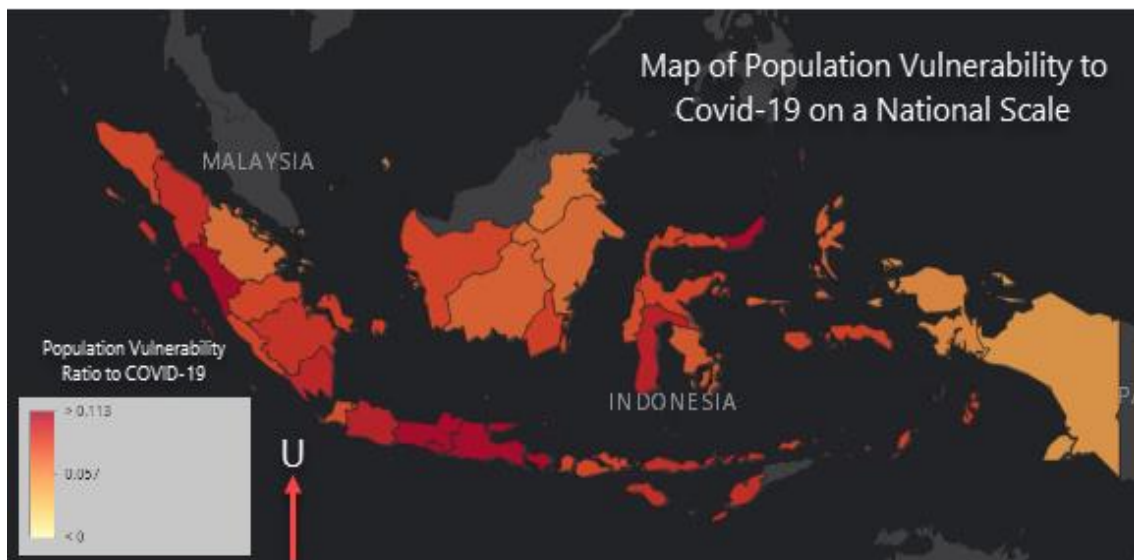 Map of Population Vulnerability to
Covid-19 on a National Scale
MALAYSIA
Population Vulnerability
Ratio to COVID-19
> 0.113
0.057
< 0
INDONESIA
PA
U